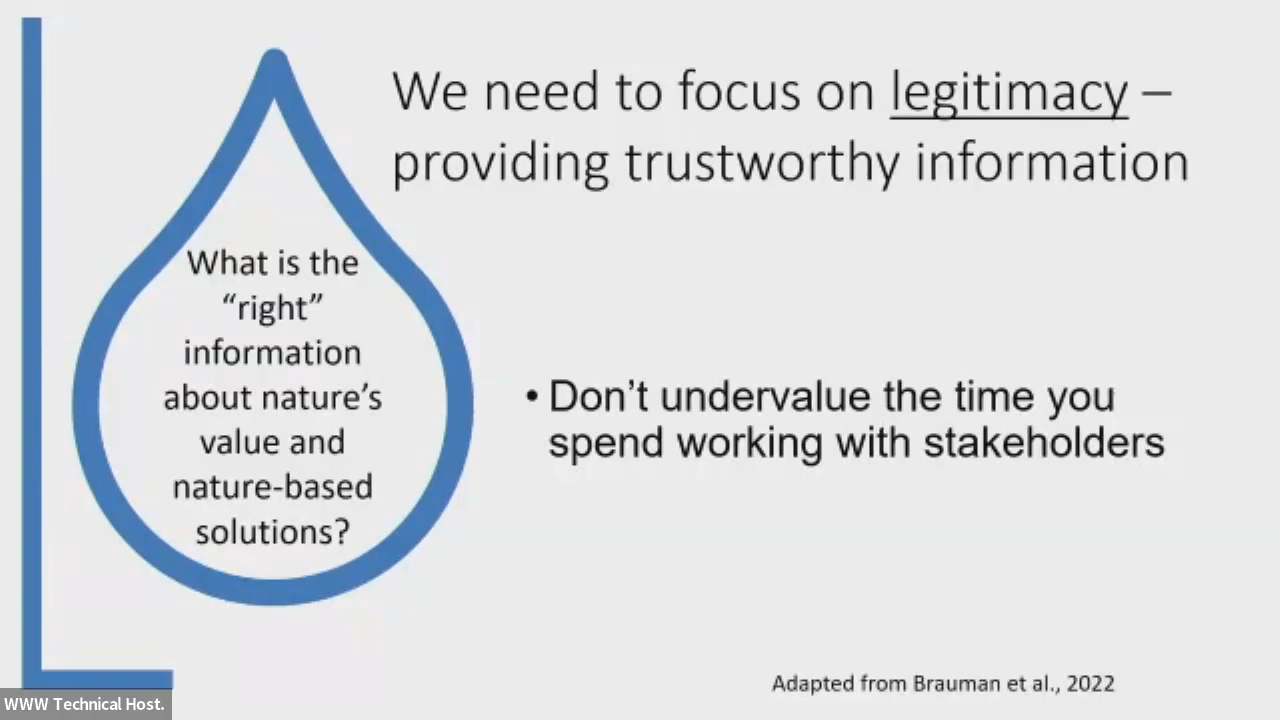 We need to focus on legitimacy –
providing trustworthy information
What is the
“right”
information
about nature’s
value and
nature-based
solutions?
• Don’t undervalue the time you
spend working with stakeholders
Adapted from Brauman et al., 2022
WWW Technical Host.